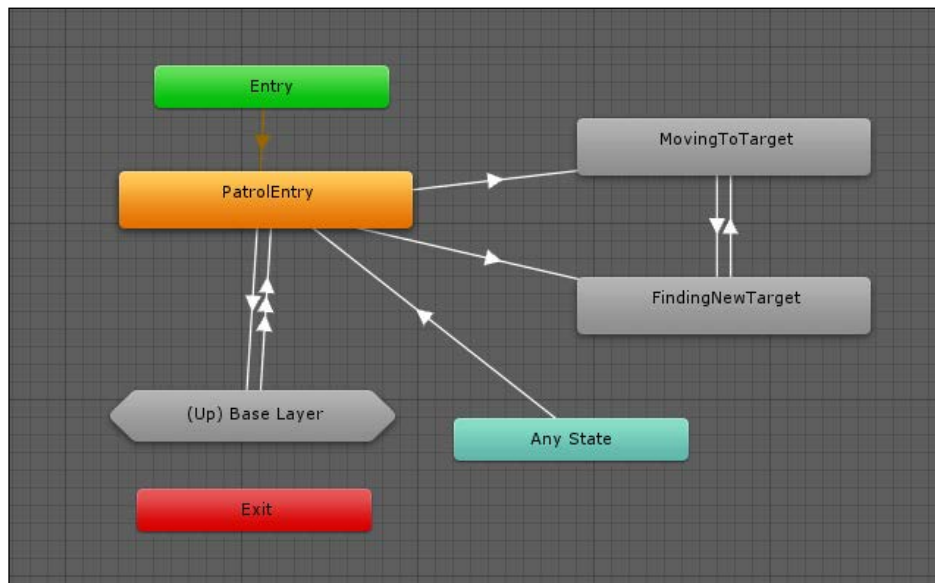 Entry
MovingToTarget
PatrolEntry
FindingNewTarget
(Up) Base Layer
Any State
Exit